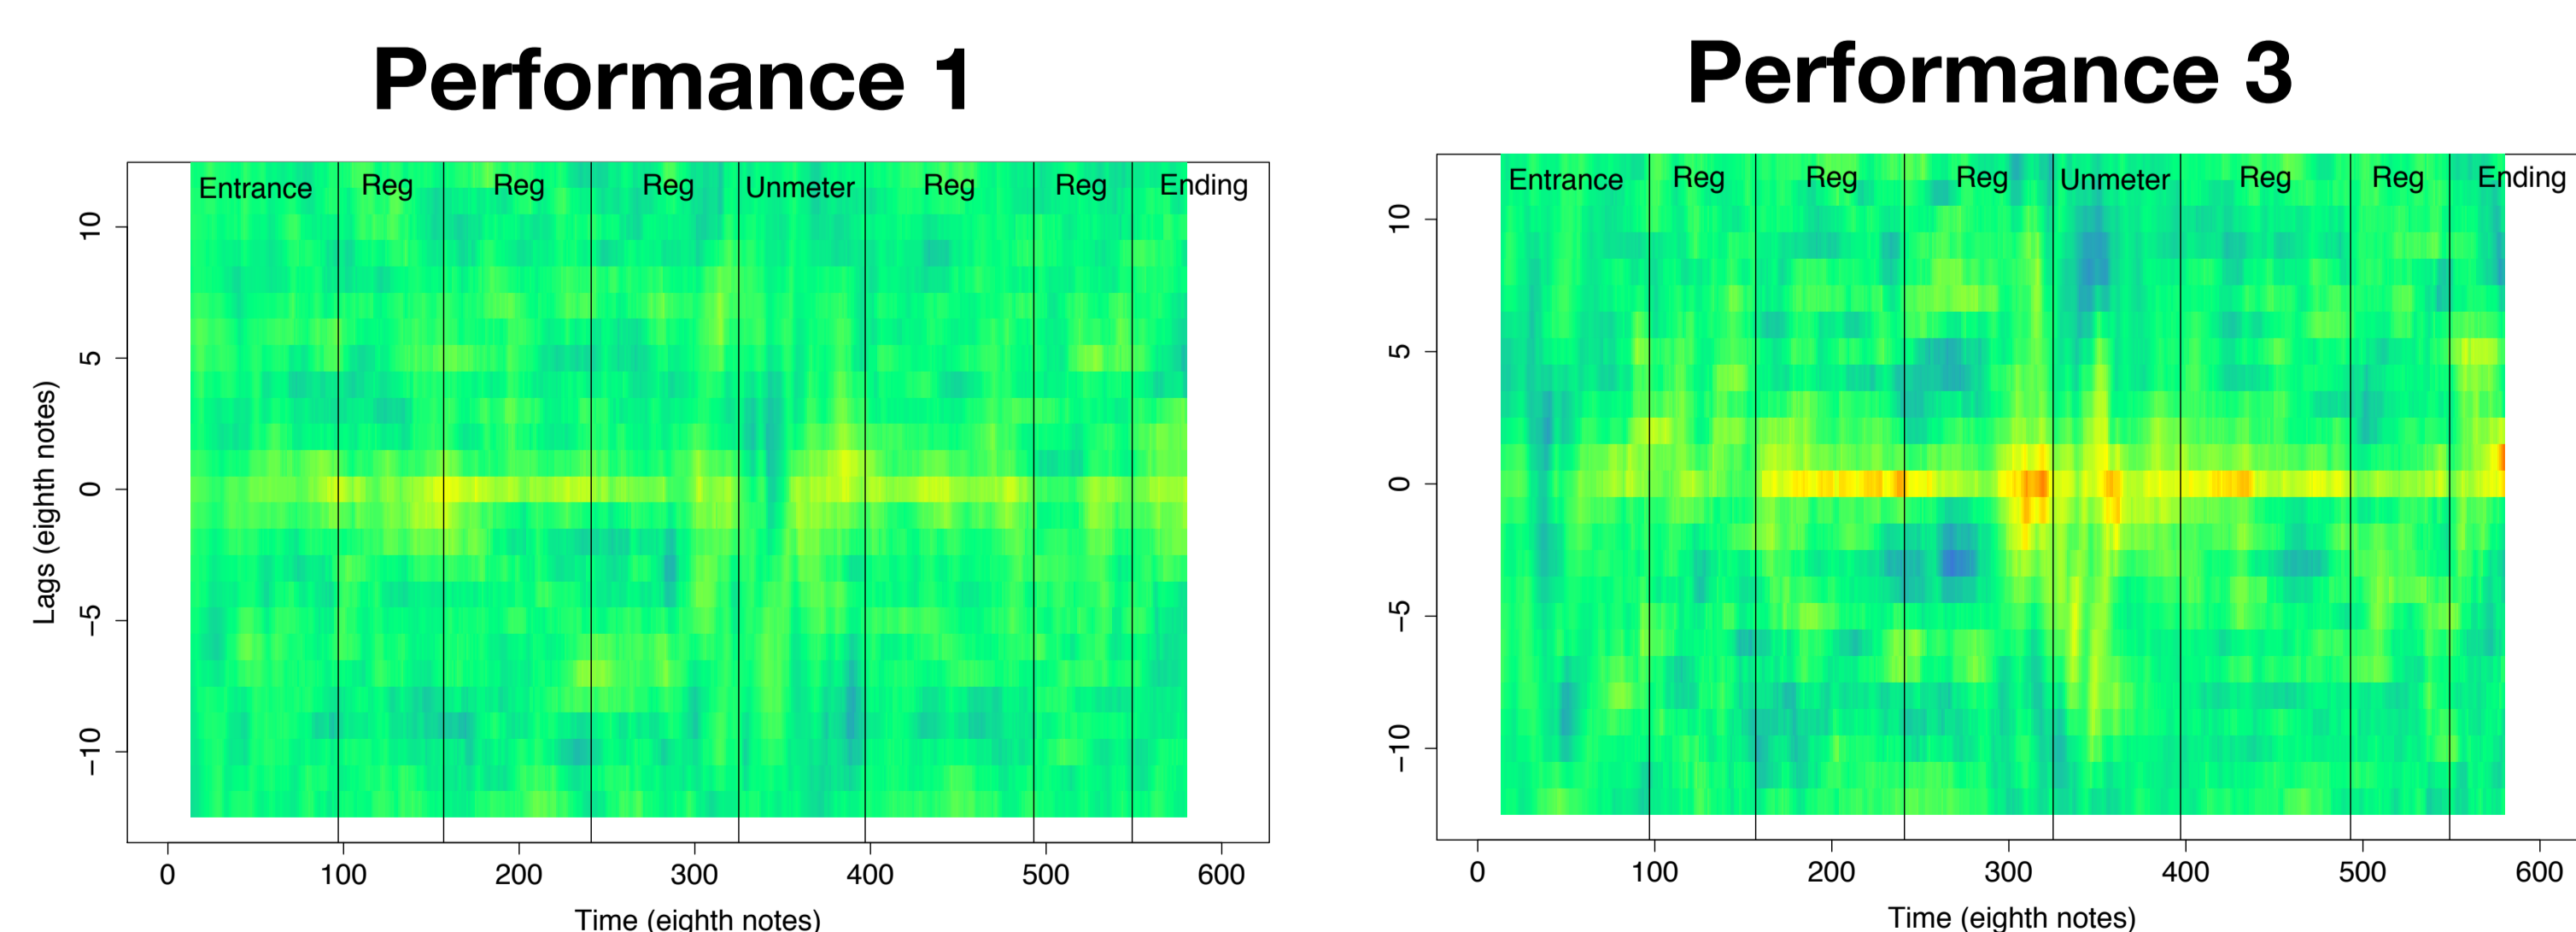 Performance 1
Entrance Reg Reg Reg Unmeter Reg Reg Ending
10
5
0
−5
−10
Lags (eighth notes)
0 100 200 300 400 500 600
Time (eighth notes)
Performance 3
Entrance Reg Reg Reg Unmeter Reg Reg Ending
10
5
0
−5
−10
0 100 200 300 400 500 600
Time (eighth notes)